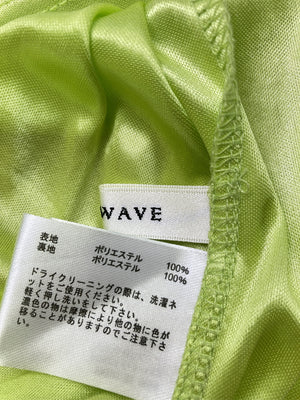 WAVE
表地 ポリエステル 100%
裏地 ポリエステル 100%
ドライクリーニングの際は、洗濯ネ
ットをご使用ください。
軽く押し洗いをして下さい。
濃色の物は摩擦により他の物に色が
移ることがありますのでご注意下さ
い。